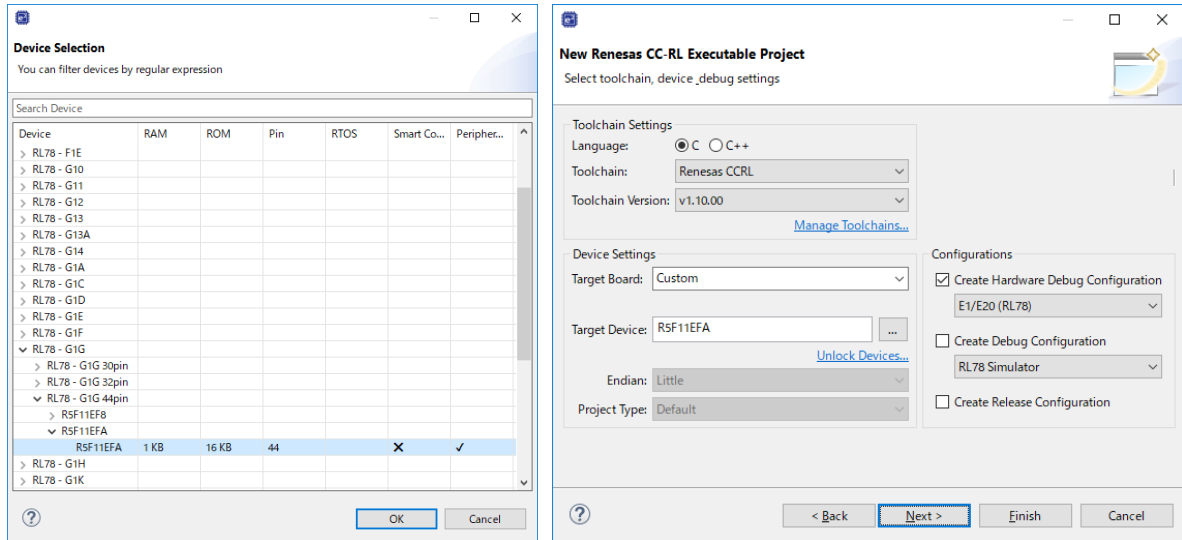 Device Selection
You can filter devices by regular expression
Search Device
Device RAM ROM Pin RTOS Smart Co... Peripher...
RL78 - F1E
RL78 - G10
RL78 - G11
RL78 - G12
RL78 - G13
RL78 - G13A
RL78 - G14
RL78 - G1A
RL78 - G1C
RL78 - G1D
RL78 - G1E
RL78 - G1F
RL78 - G1G
RL78 - G1G 30pin
RL78 - G1G 32pin
RL78 - G1G 44pin
R5F11EF8
R5F11EFA
R5F11EFA 1 KB 16 KB 44
RL78 - G1H
RL78 - G1K
OK Cancel
New Renesas CC-RL Executable Project
Select toolchain, device _debug settings
Toolchain Settings
Language: C C++
Toolchain: Renesas CCRL
Toolchain Version: v1.10.00
Manage Toolchains...
Device Settings
Target Board: Custom
Target Device: R5F11EFA ...
Unlock Devices...
Endian: Little
Project Type: Default
Configurations
Create Hardware Debug Configuration
E1/E20 (RL78)
Create Debug Configuration
RL78 Simulator
Create Release Configuration
< Back Next > Finish Cancel